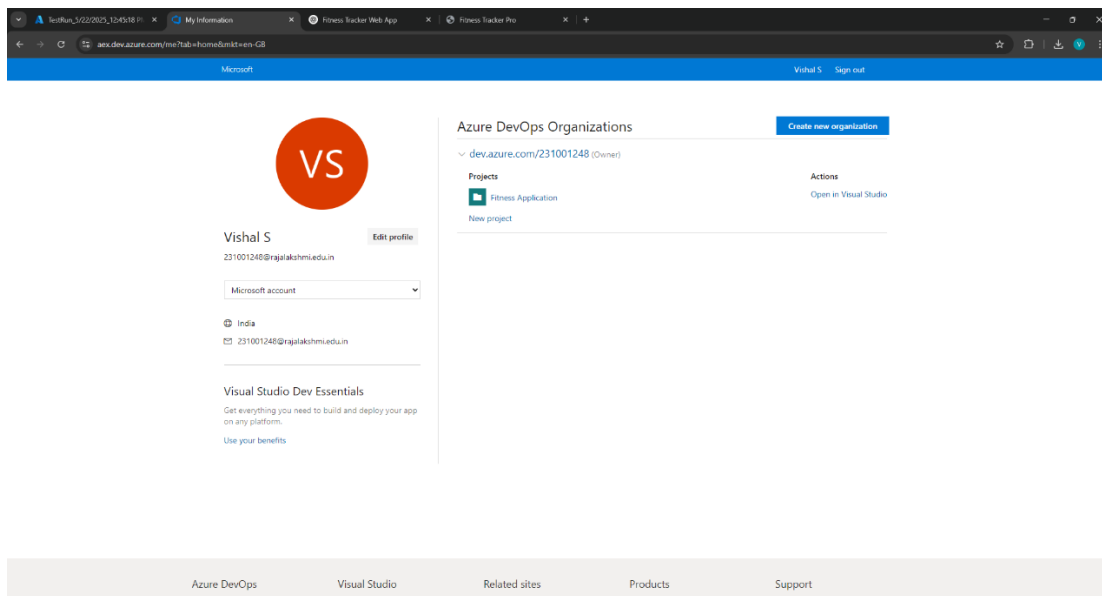 TestRun_5/22/2025_12:45:18 P
My Information
Fitness Tracker Web App
Fitness Tracker Pro
aex.dev.azure.com/me?tab=home&mkt=en-GB
V
Microsoft
Vishal S
Sign out
VS
Vishal S
Edit profile
231001248@rajalakshmi.edu.in
Microsoft account
India
231001248@rajalakshmi.edu.in
Visual Studio Dev Essentials
Get everything you need to build and deploy your app
on any platform.
Use your benefits
Azure DevOps Organizations
Create new organization
dev.azure.com/231001248 (Owner)
Projects
Actions
Fitness Application
Open in Visual Studio
New project
Azure DevOps
Visual Studio
Related sites
Products
Support